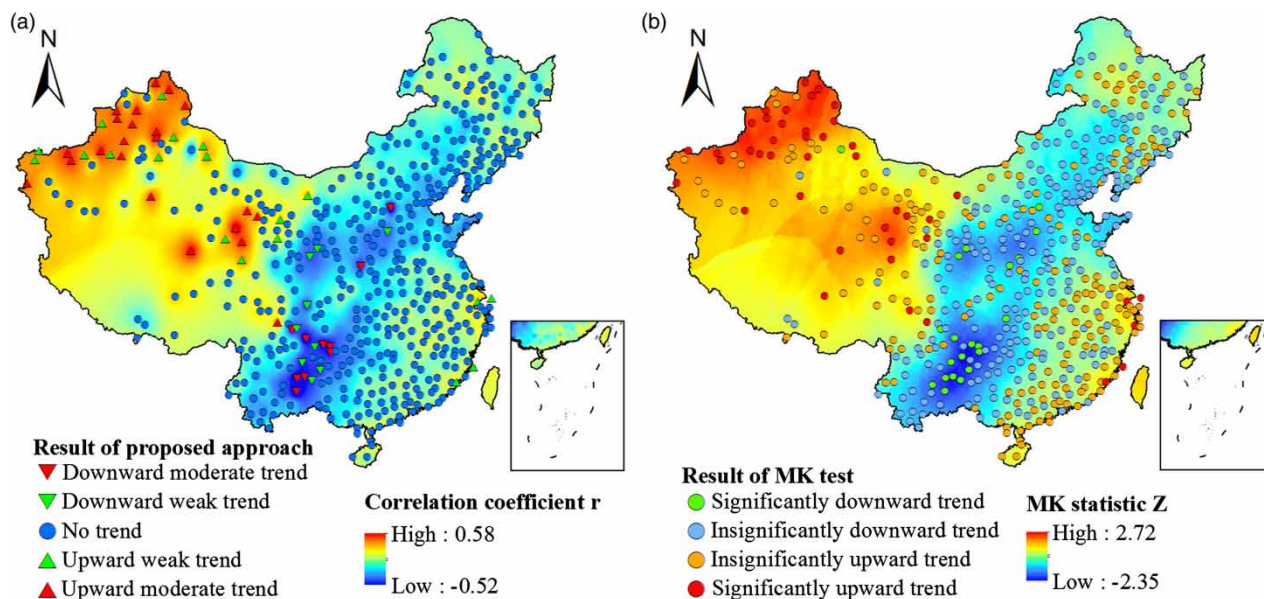 (a)
N
Result of proposed approach
Downward moderate trend
Downward weak trend
No trend
Upward weak trend
Upward moderate trend
Correlation coefficient r
High : 0.58
Low : -0.52
(b)
N
Result of MK test
Significantly downward trend
Insignificantly downward trend
Insignificantly upward trend
Significantly upward trend
MK statistic Z
High : 2.72
Low : -2.35